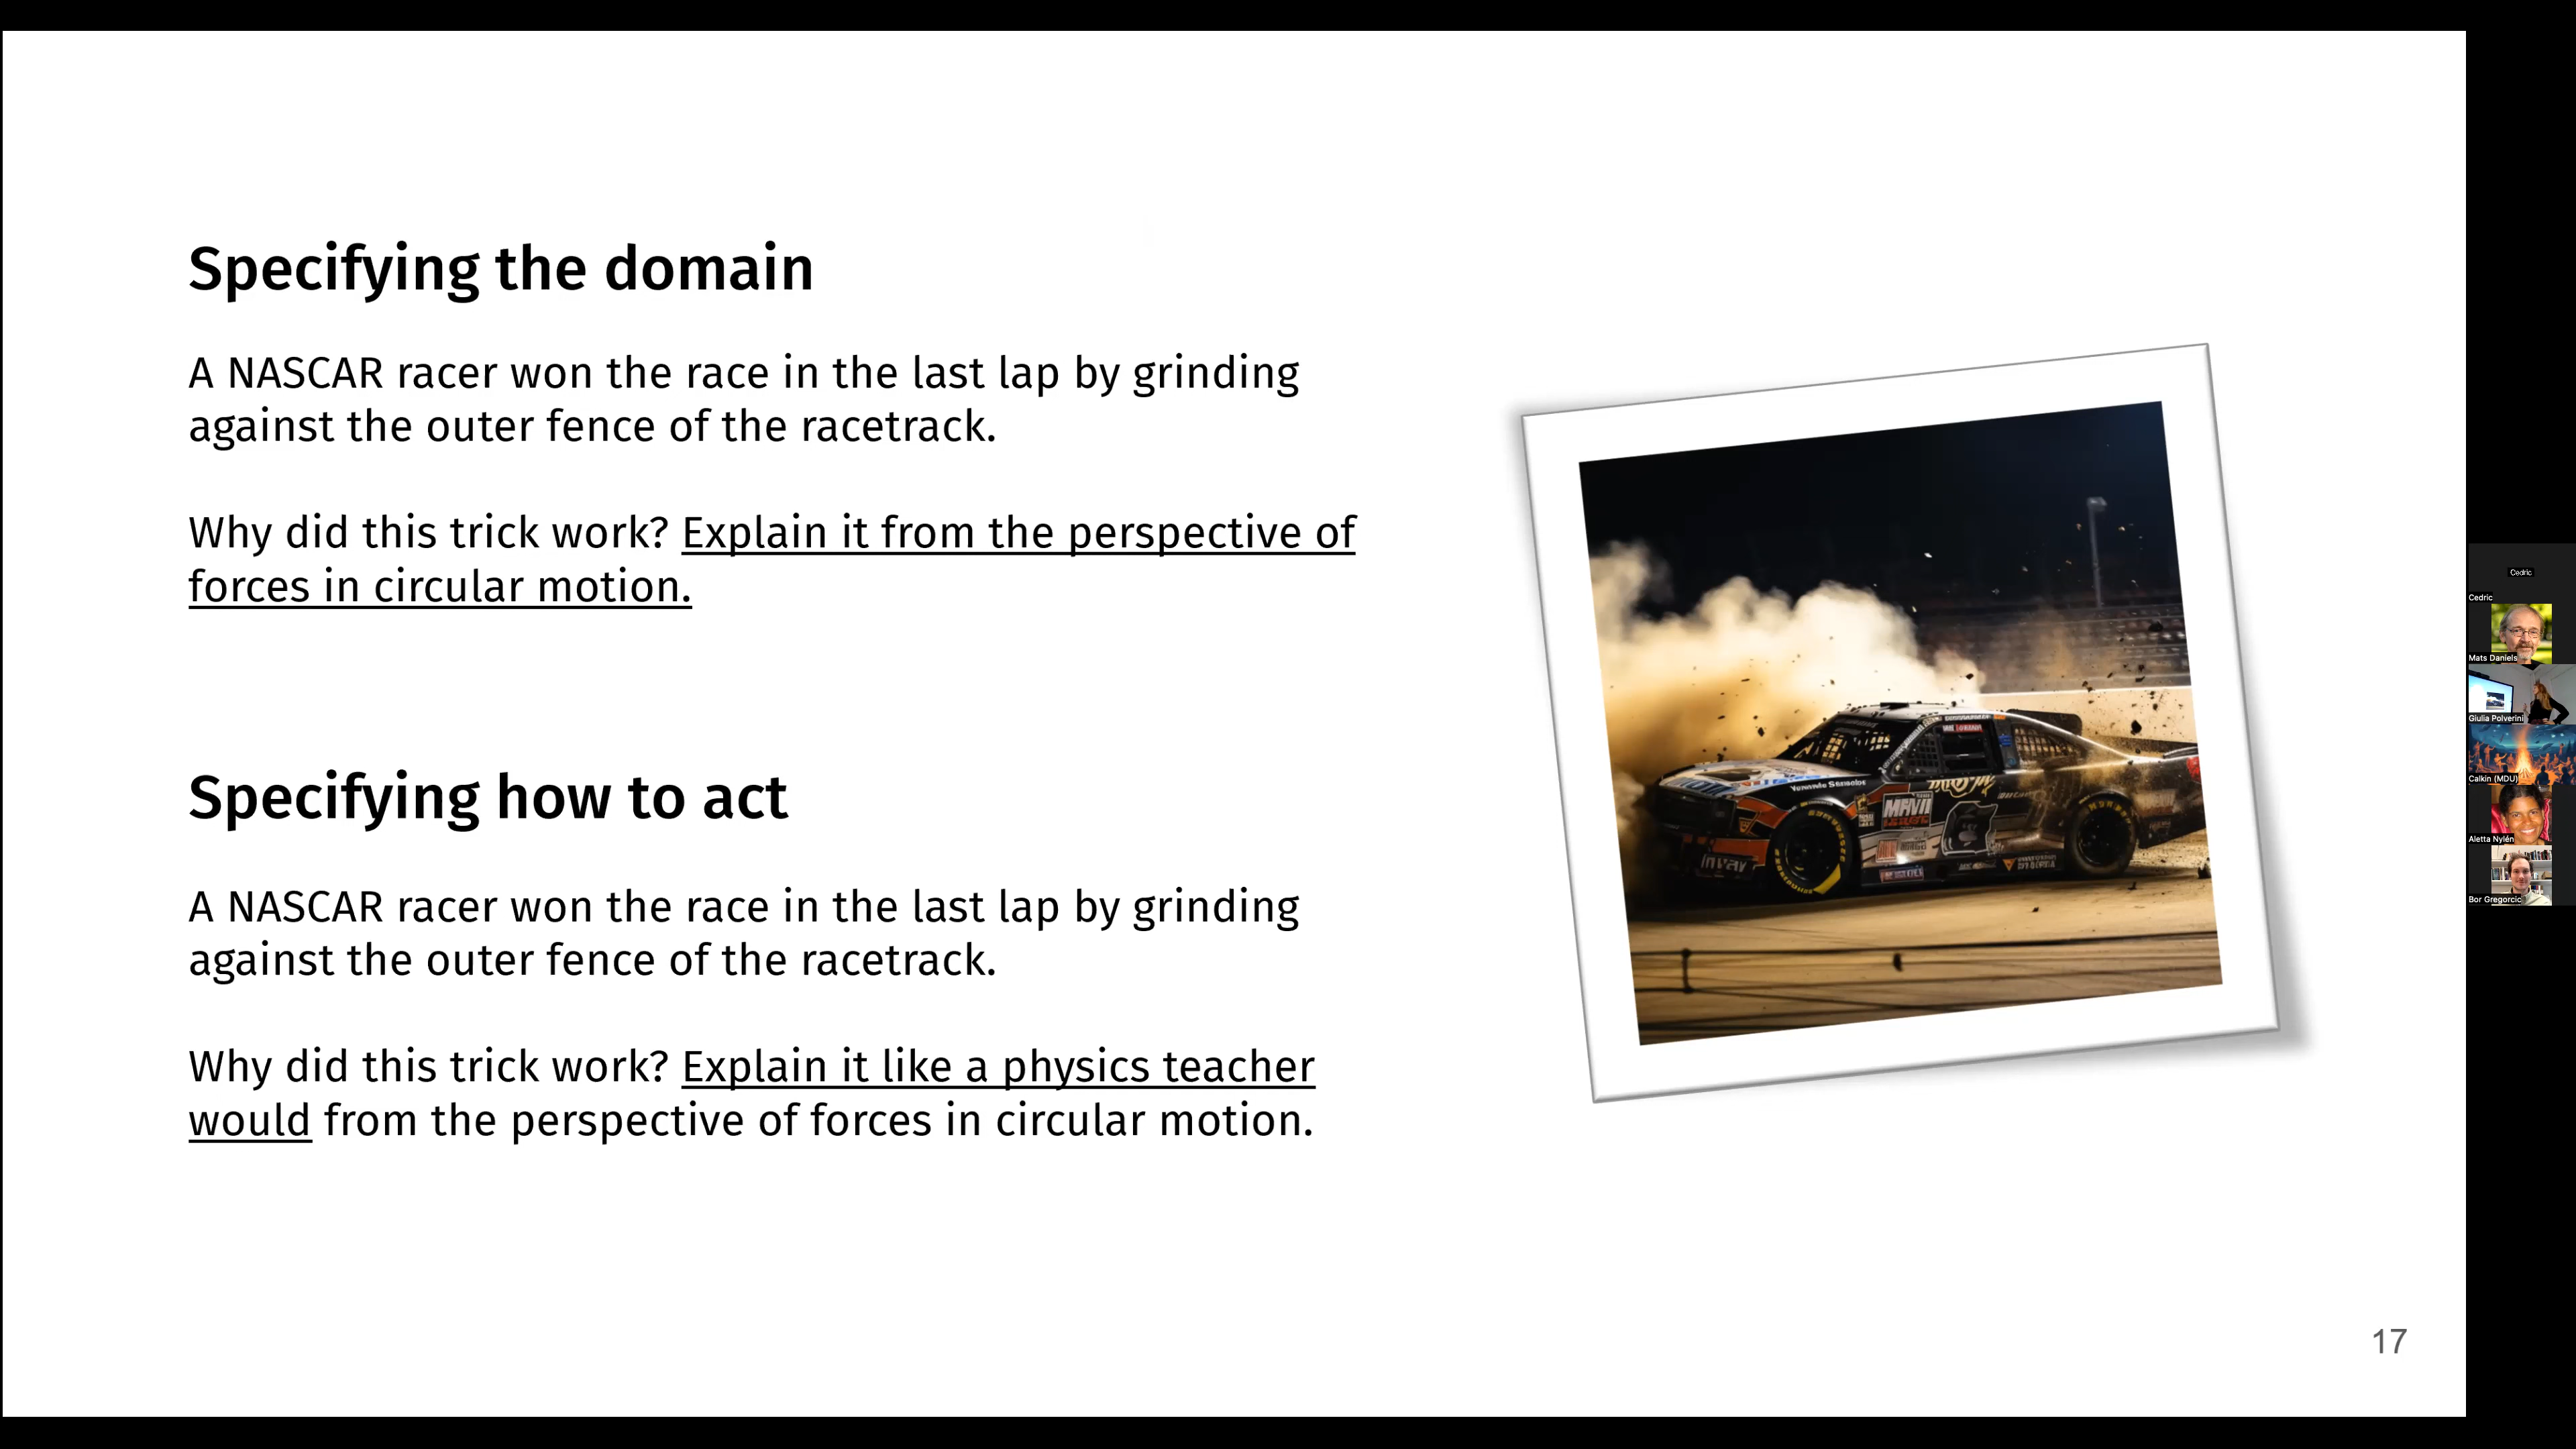 Specifying the domain
A NASCAR racer won the race in the last lap by grinding
against the outer fence of the racetrack.
Why did this trick work? Explain it from the perspective of
forces in circular motion.
Specifying how to act
A NASCAR racer won the race in the last lap by grinding
against the outer fence of the racetrack.
Why did this trick work? Explain it like a physics teacher
would from the perspective of forces in circular motion.
17
Cedric
Cedric
Mats Daniels
Giulia Polverini
Calkin (MDU)
Aletta Nylén
Bor Gregorcic